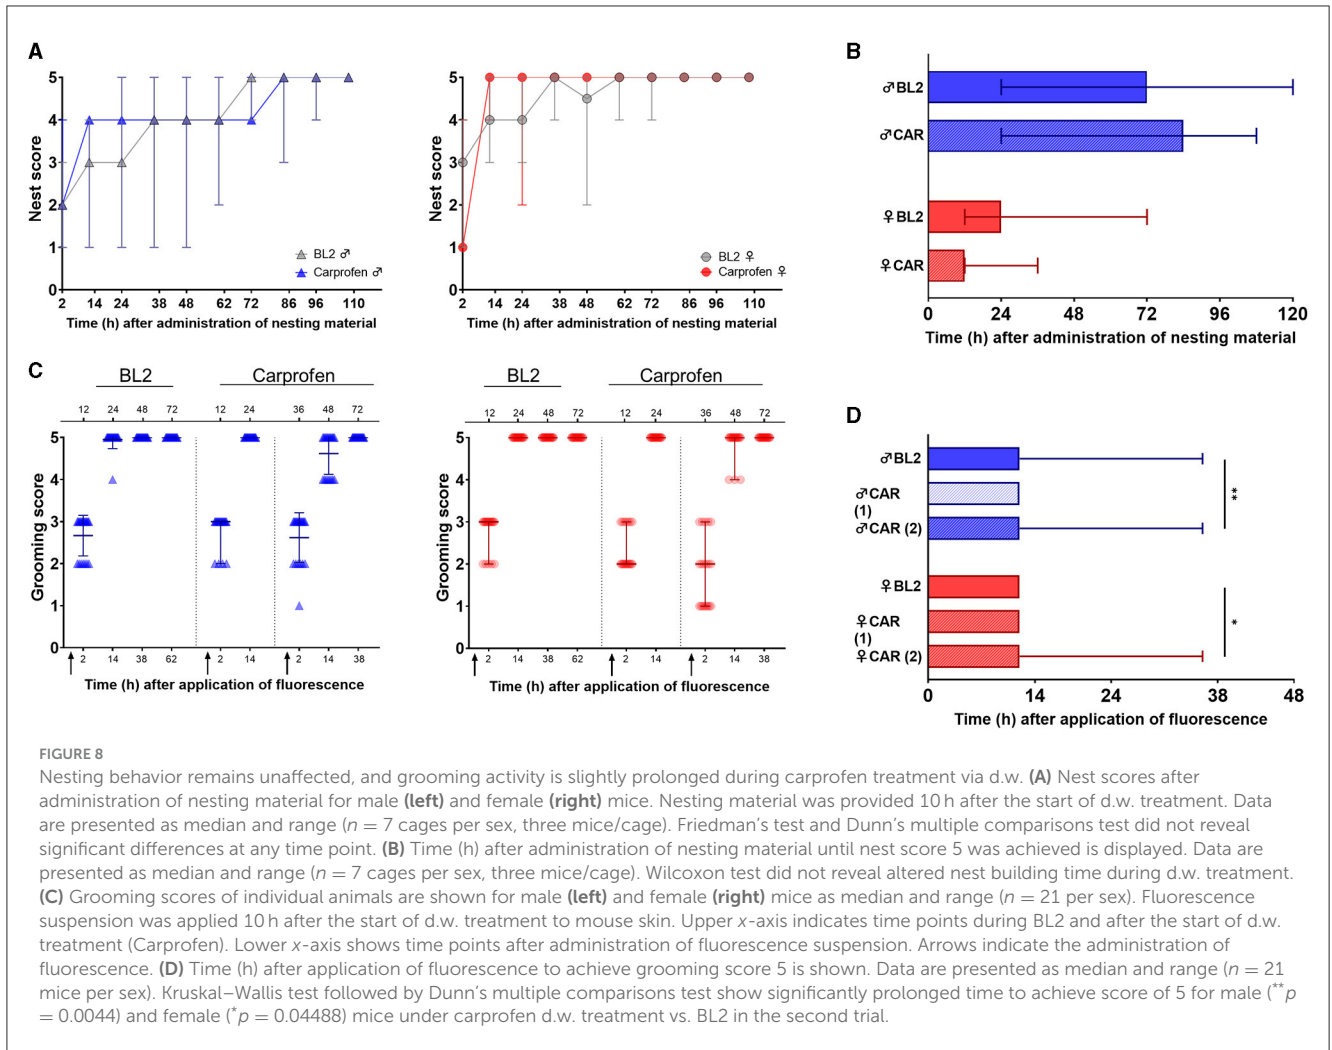 A
Nest score
5
4
3
2
1
0
BL2 ♂
Carprofen ♂
2 14 24 38 48 62 72 86 96 110
Time (h) after administration of nesting material
Nest score
5
4
3
2
1
0
BL2 ♀
Carprofen ♀
2 14 24 38 48 62 72 86 96 110
Time (h) after administration of nesting material
B
♂BL2
♂CAR
♀BL2
♀CAR
0 24 48 72 96 120
Time (h) after administration of nesting material
C
BL2 Carprofen
12 24 48 72 12 24 36 48 72
Grooming score
5
4
3
2
1
0
2 14 38 62 2 14 2 14 38
Time (h) after application of fluorescence
BL2 Carprofen
12 24 48 72 12 24 36 48 72
Grooming score
5
4
3
2
1
0
2 14 38 62 2 14 2 14 38
Time (h) after application of fluorescence
D
♂BL2
♂CAR
(1)
♂CAR (2)
♀BL2
♀CAR
(1)
♀CAR (2)
**
*
0 14 24 38 48
Time (h) after application of fluorescence
FIGURE 8
Nesting behavior remains unaffected, and grooming activity is slightly prolonged during carprofen treatment via d.w. (A) Nest scores after
administration of nesting material for male (left) and female (right) mice. Nesting material was provided 10 h after the start of d.w. treatment. Data
are presented as median and range (n = 7 cages per sex, three mice/cage). Friedman's test and Dunn's multiple comparisons test did not reveal
significant differences at any time point. (B) Time (h) after administration of nesting material until nest score 5 was achieved is displayed. Data are
presented as median and range (n = 7 cages per sex, three mice/cage). Wilcoxon test did not reveal altered nest building time during d.w. treatment.
(C) Grooming scores of individual animals are shown for male (left) and female (right) mice as median and range (n = 21 per sex). Fluorescence
suspension was applied 10 h after the start of d.w. treatment to mouse skin. Upper x-axis indicates time points during BL2 and after the start of d.w.
treatment (Carprofen). Lower x-axis shows time points after administration of fluorescence suspension. Arrows indicate the administration of
fluorescence. (D) Time (h) after application of fluorescence to achieve grooming score 5 is shown. Data are presented as median and range (n = 21
mice per sex). Kruskal–Wallis test followed by Dunn's multiple comparisons test show significantly prolonged time to achieve score of 5 for male (**p
= 0.0044) and female (*p = 0.04488) mice under carprofen d.w. treatment vs. BL2 in the second trial.